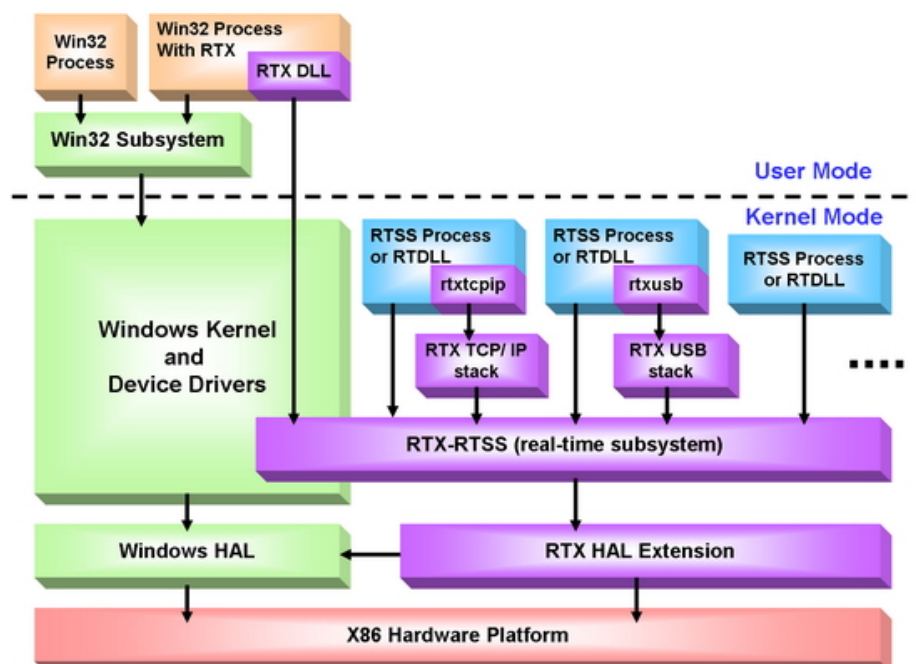 Win32
Process
Win32 Process
With RTX
RTX DLL
Win32 Subsystem
User Mode
Kernel Mode
Windows Kernel
and
Device Drivers
RTSS Process
or RTDLL
rtxtcpip
RTX TCP/ IP
stack
RTSS Process
or RTDLL
rtxusb
RTX USB
stack
RTSS Process
or RTDLL
RTX-RTSS (real-time subsystem)
Windows HAL
RTX HAL Extension
X86 Hardware Platform